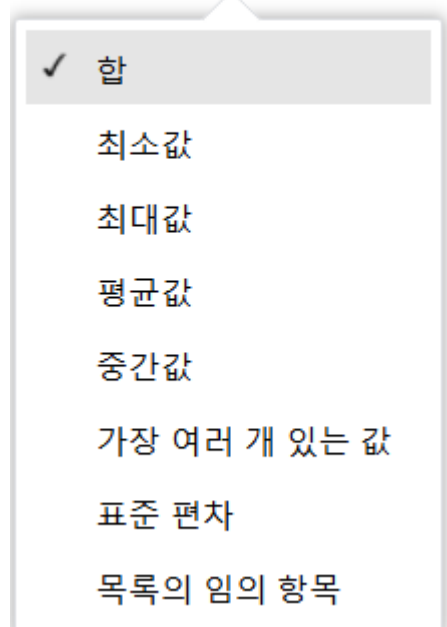 합
최소값
최대값
평균값
중간값
가장 여러 개 있는 값
표준 편차
목록의 임의 항목